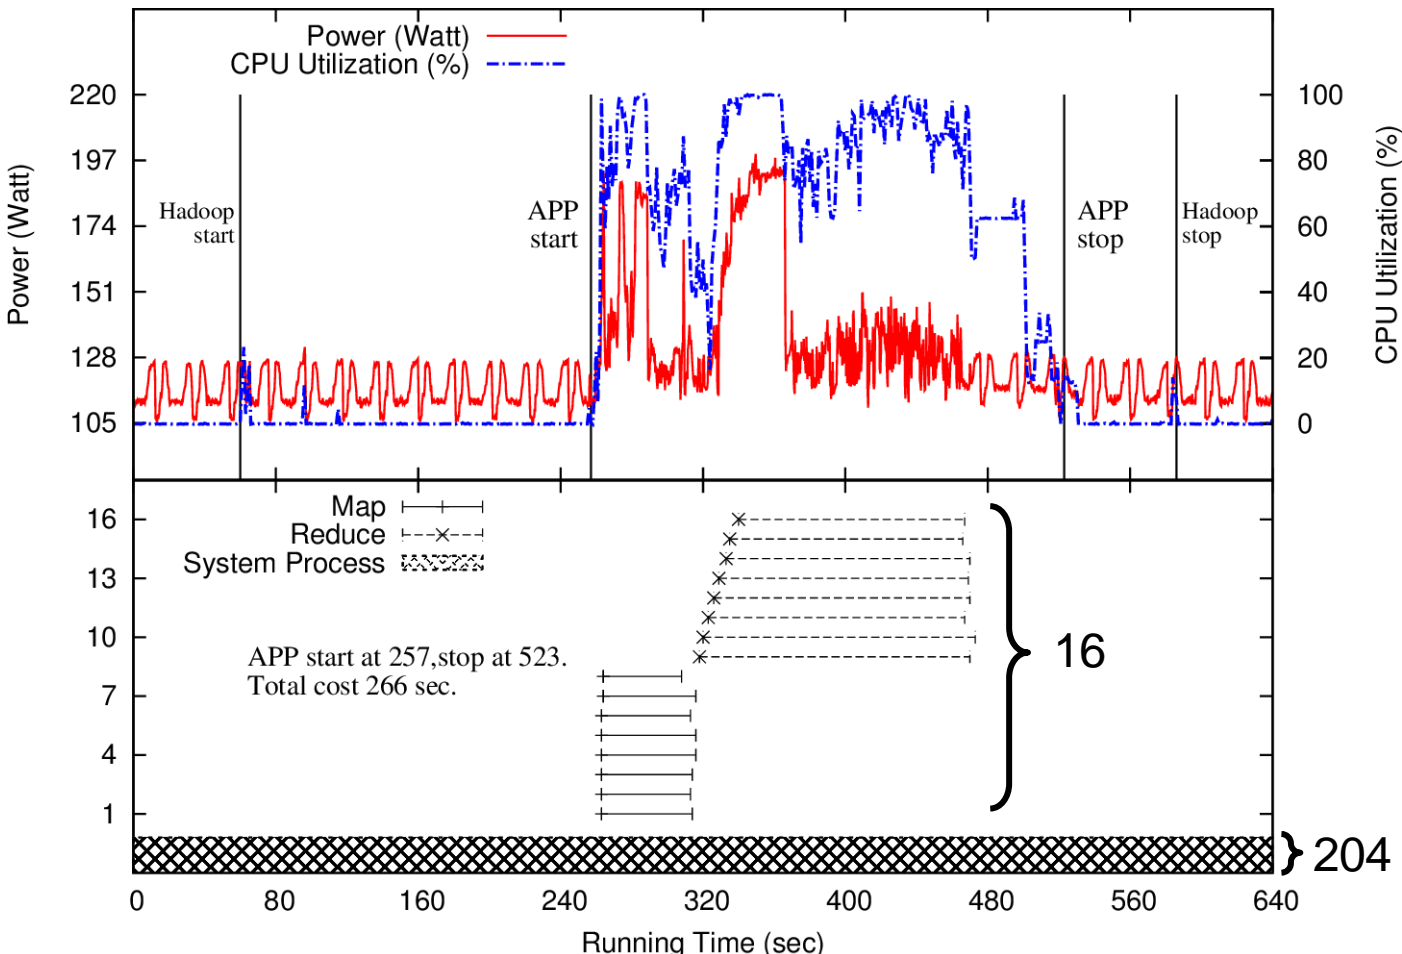 Power (Watt)
CPU Utilization (%)
220
197
174
151
128
105
Power (Watt)
100
80
60
40
20
0
CPU Utilization (%)
Hadoop
start
APP
start
APP
stop
Hadoop
stop
Map
Reduce
System Process
16
13
10
7
4
1
APP start at 257,stop at 523.
Total cost 266 sec.
16
204
0 80 160 240 320 400 480 560 640
Running Time (sec)